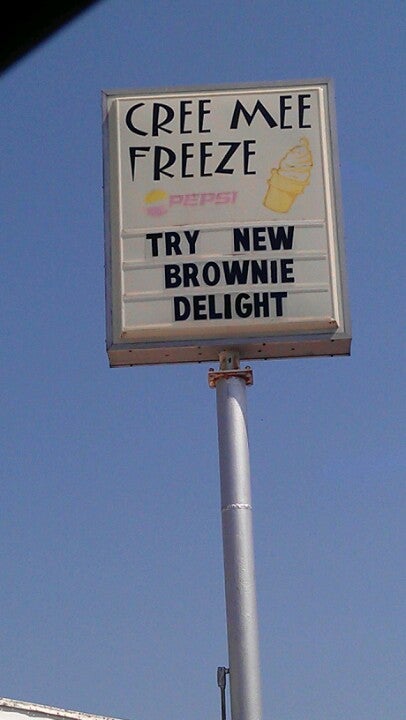 CREE MEE
FREEZE
PEPSI
TRY NEW
BROWNIE
DELIGHT